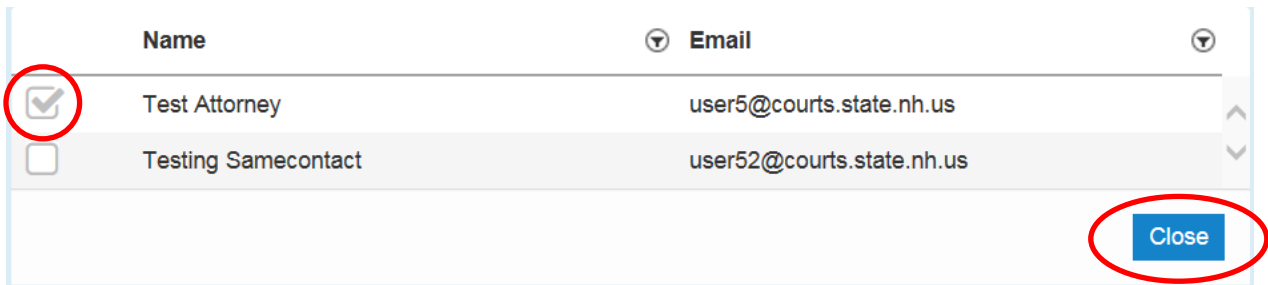 Name Email
Test Attorney user5@courts.state.nh.us
Testing Samecontact user52@courts.state.nh.us
Close